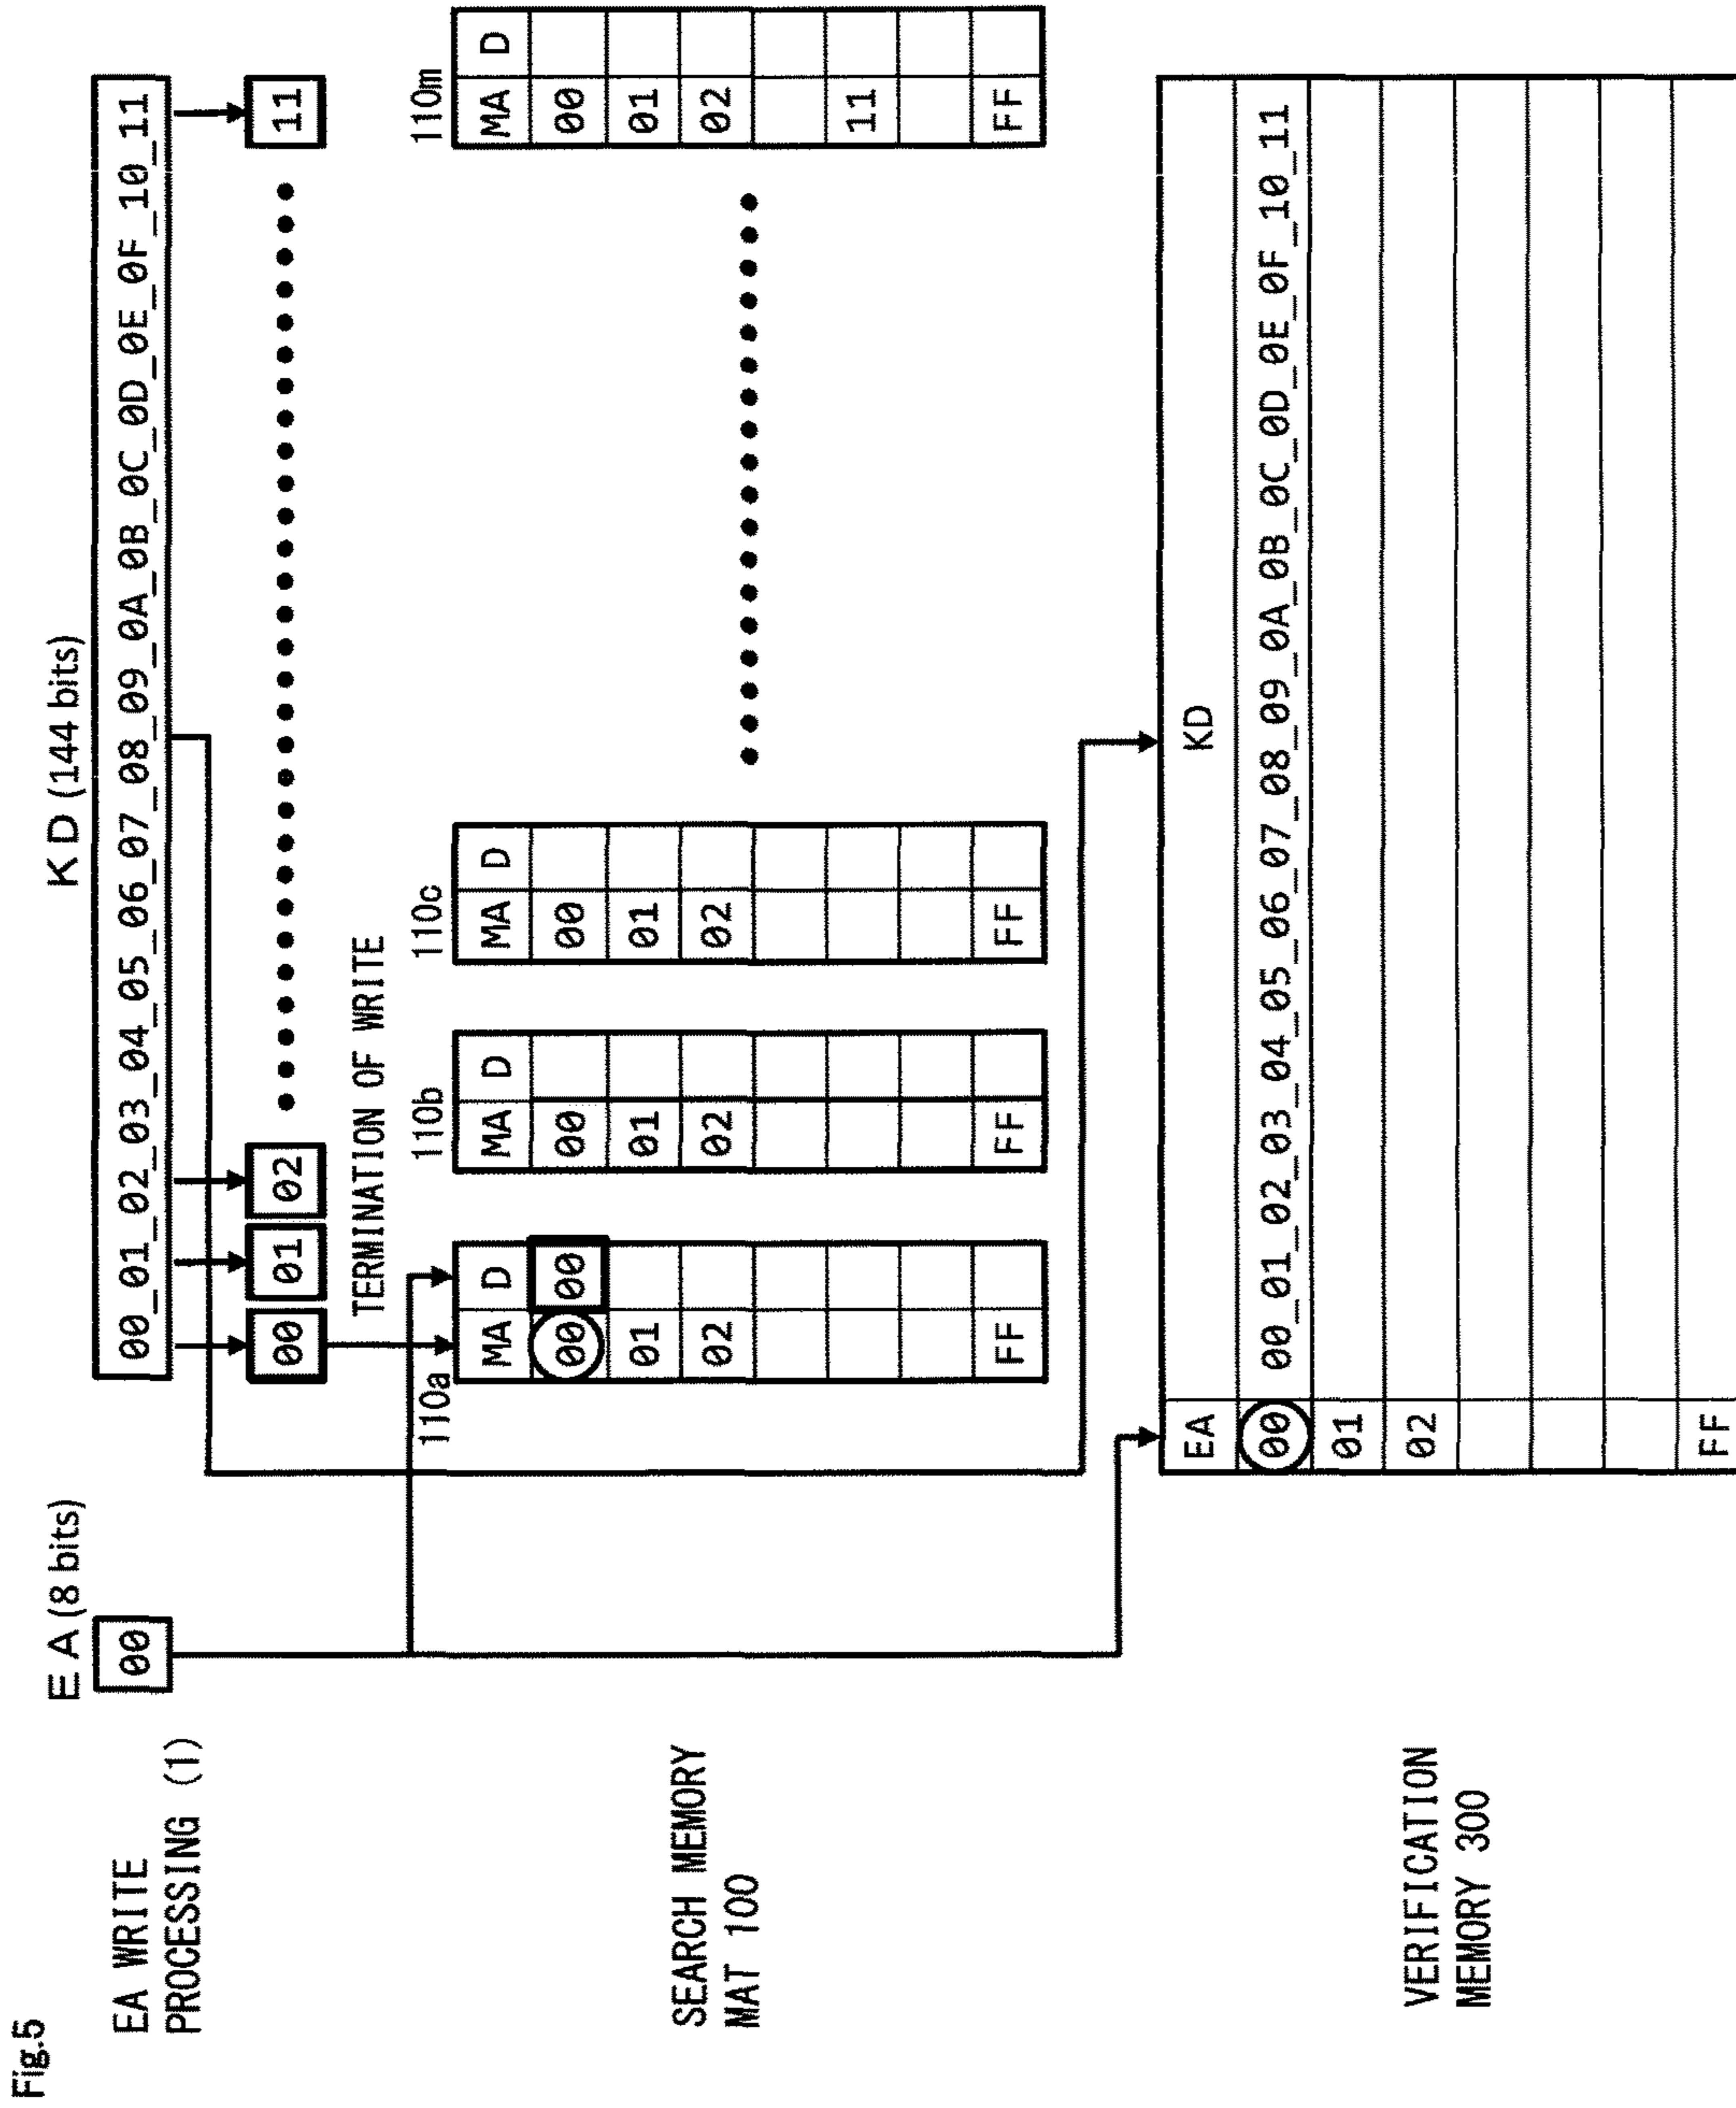 Fig.5
EA WRITE
PROCESSING (1)
E A (8 bits)
K D (144 bits)
00
00_01_02_03_04_05_06_07_08_09_0A_0B_0C_0D_0E_0F_10_11
00 01 02 11
TERMINATION OF WRITE
SEARCH MEMORY
MAT 100
110a 110b 110c 110m
MA D MA D MA D MA D
00 00 00 00 00
01 01 01 01
02 02 02 02
11
FF FF FF FF
VERIFICATION
MEMORY 300
EA KD
00 00_01_02_03_04_05_06_07_08_09_0A_0B_0C_0D_0E_0F_10_11
01
02
FF